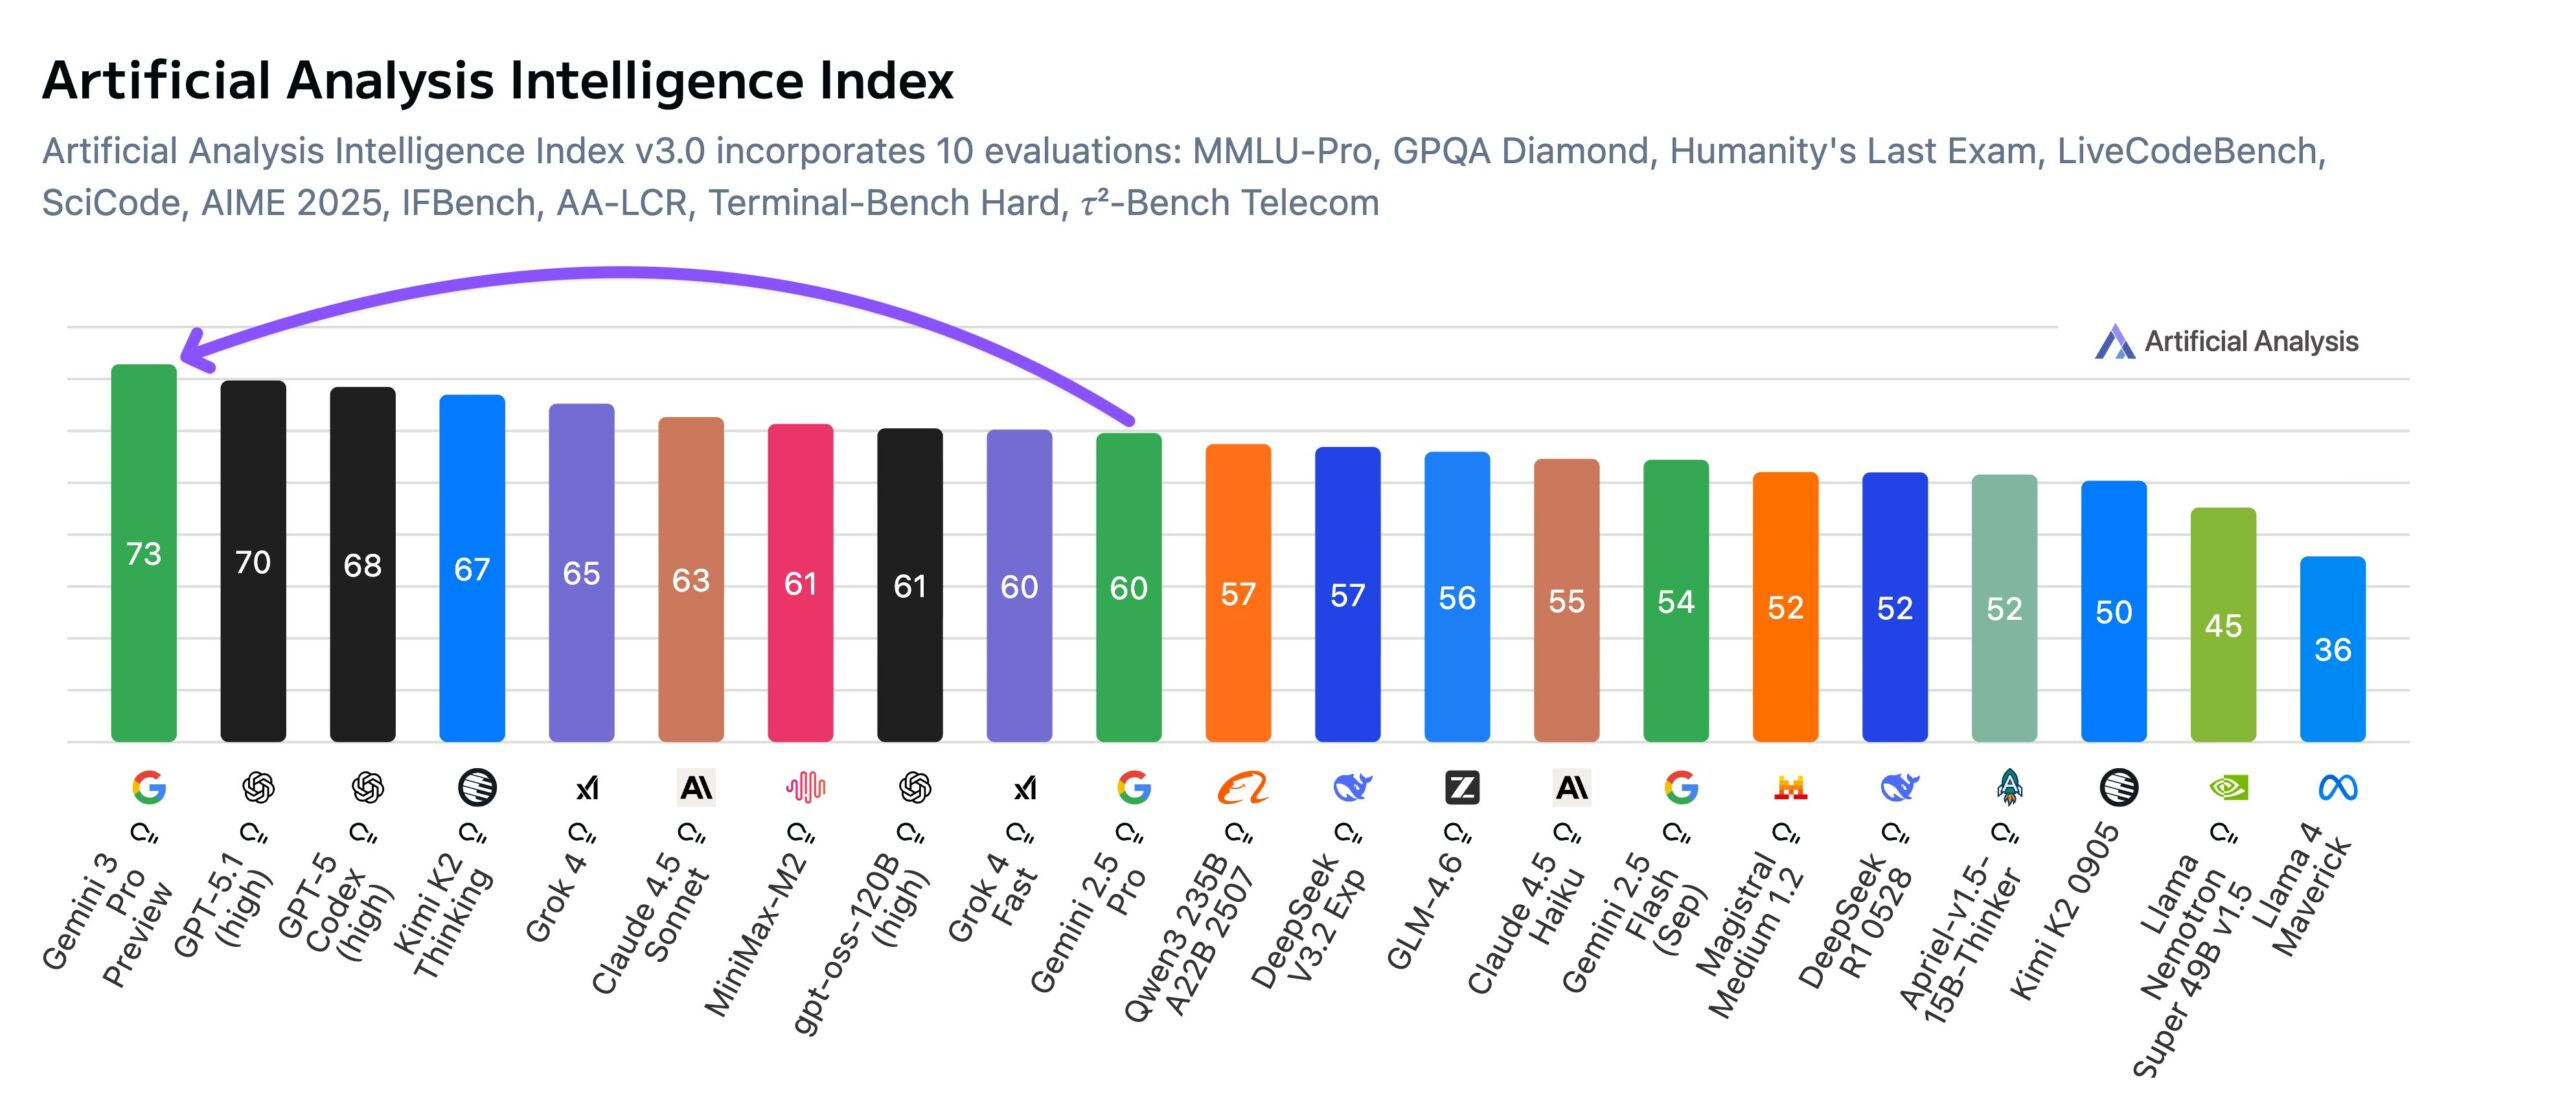 Artificial Analysis Intelligence Index
Artificial Analysis Intelligence Index v3.0 incorporates 10 evaluations: MMLU-Pro, GPQA Diamond, Humanity's Last Exam, LiveCodeBench,
SciCode, AIME 2025, IFBench, AA-LCR, Terminal-Bench Hard, τ²-Bench Telecom
Artificial Analysis
73
70
68
67
65
63
61
61
60
60
57
57
56
55
54
52
52
52
50
45
36
Gemini 3
Pro
Preview
GPT-5.1
(high)
GPT-5
Codex
(high)
Kimi K2
Thinking
Grok 4
Claude 4.5
Sonnet
MiniMax-M2
gpt-oss-120B
(high)
Grok 4
Fast
Gemini 2.5
Pro
Qwen3 235B
A22B 2507
DeepSeek
V3.2 Exp
GLM-4.6
Claude 4.5
Haiku
Gemini 2.5
Flash
(Sep)
Magistral
Medium 1.2
DeepSeek
R1 0528
Apriel-v1.5-
15B-Thinker
Kimi K2 0905
Llama
Nemotron
Super 49B v1.5
Llama 4
Maverick